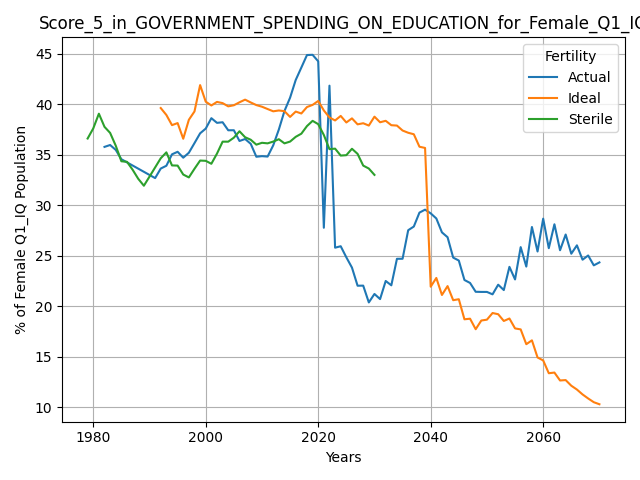 Score_5_in_GOVERNMENT_SPENDING_ON_EDUCATION_for_Female_Q1_IQ
Fertility
Actual
Ideal
Sterile
% of Female Q1_IQ Population
45
40
35
30
25
20
15
10
1980 2000 2020 2040 2060
Years